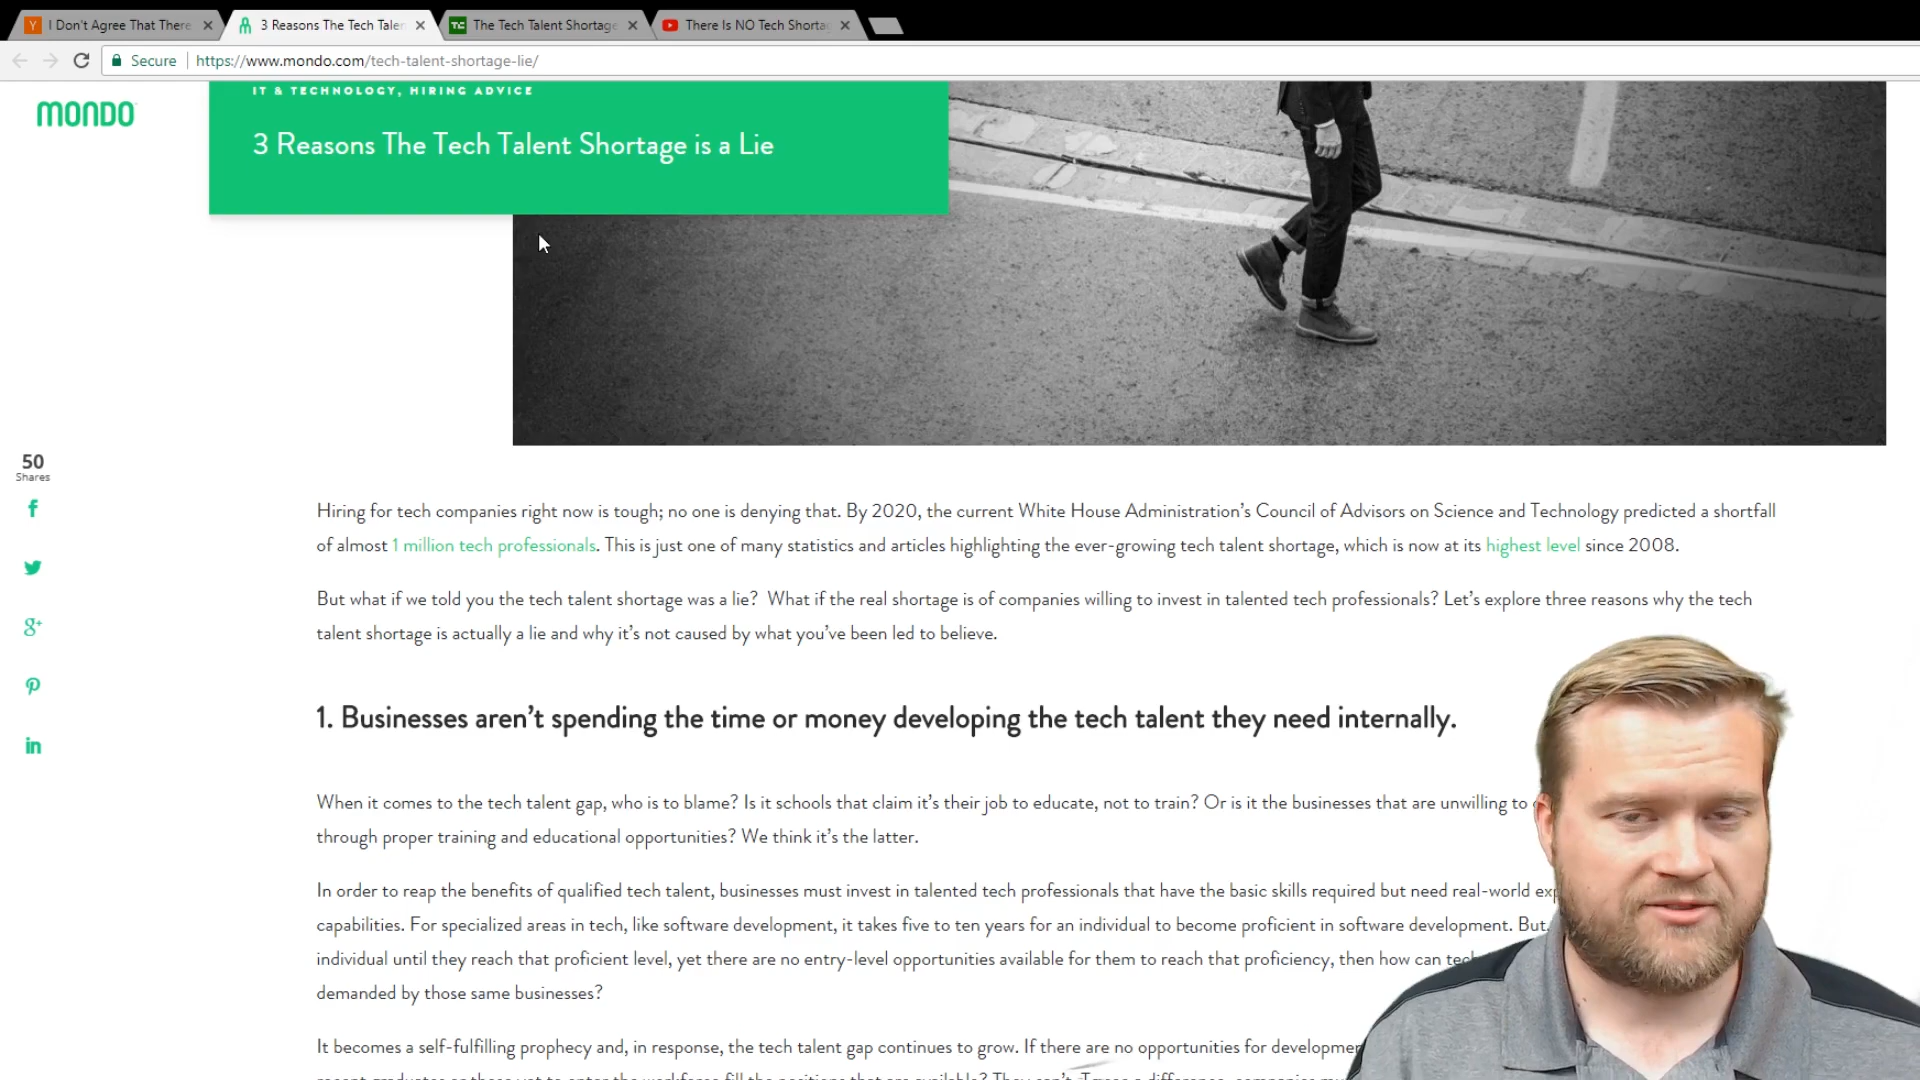 I Don't Agree That There
3 Reasons The Tech Taler
The Tech Talent Shortage
There Is NO Tech Shorta
Secure
https://www.mondo.com/tech-talent-shortage-lie/
MONDO
IT & TECHNOLOGY, HIRING ADVICE
3 Reasons The Tech Talent Shortage is a Lie
50
Shares
Hiring for tech companies right now is tough; no one is denying that. By 2020, the current White House Administration's Council of Advisors on Science and Technology predicted a shortfall
of almost 1 million tech professionals. This is just one of many statistics and articles highlighting the ever-growing tech talent shortage, which is now at its highest level since 2008.
But what if we told you the tech talent shortage was a lie?  What if the real shortage is of companies willing to invest in talented tech professionals? Let's explore three reasons why the tech
talent shortage is actually a lie and why it's not caused by what you've been led to believe.
1. Businesses aren't spending the time or money developing the tech talent they need internally.
When it comes to the tech talent gap, who is to blame? Is it schools that claim it's their job to educate, not to train? Or is it the businesses that are unwilling to
through proper training and educational opportunities? We think it's the latter.
In order to reap the benefits of qualified tech talent, businesses must invest in talented tech professionals that have the basic skills required but need real-world exp
capabilities. For specialized areas in tech, like software development, it takes five to ten years for an individual to become proficient in software development. But
individual until they reach that proficient level, yet there are no entry-level opportunities available for them to reach that proficiency, then how can tec
demanded by those same businesses?
It becomes a self-fulfilling prophecy and, in response, the tech talent gap continues to grow. If there are no opportunities for developmen